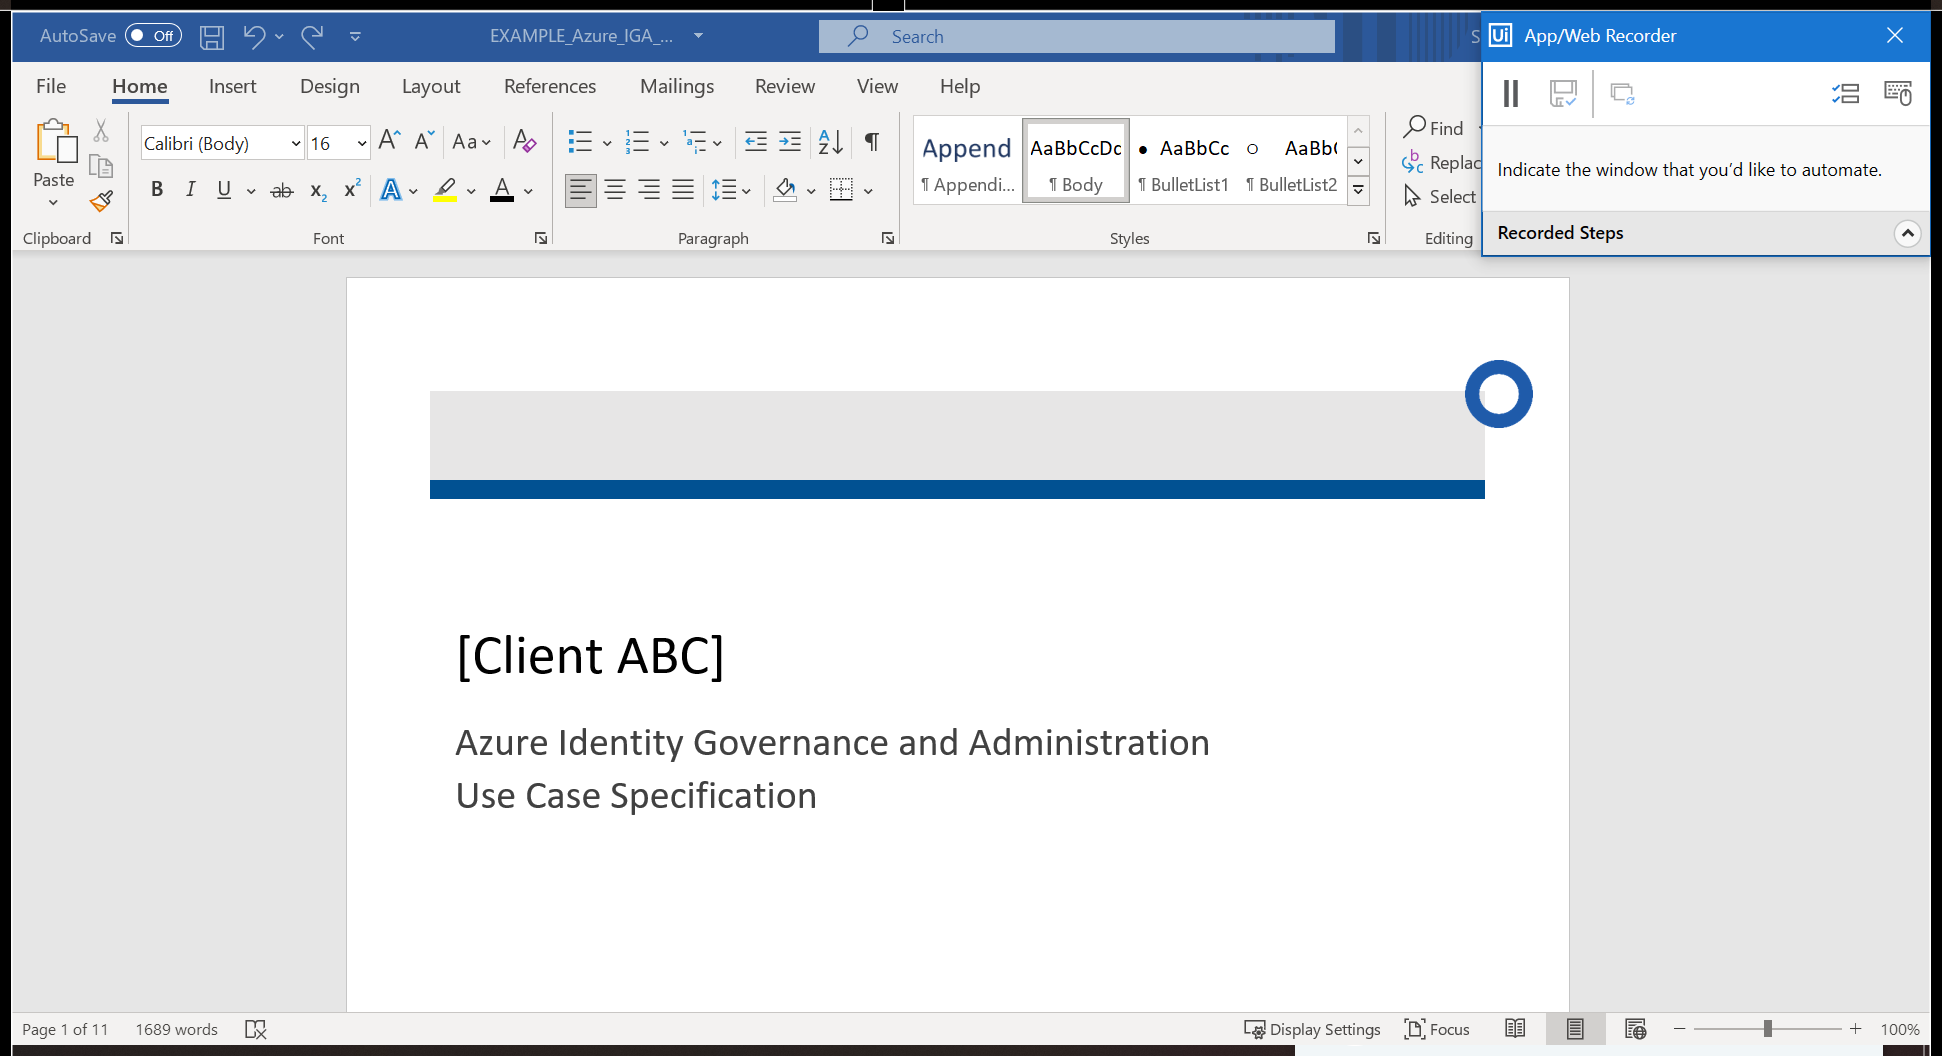 AutoSave Off EXAMPLE_Azure_IGA_... Search
Ui App/Web Recorder
File Home Insert Design Layout References Mailings Review View Help
Indicate the window that you'd like to automate.
Recorded Steps
Paste
Clipboard
Calibri (Body) 16
Font
Paragraph
Append AaBbCcDc AaBbCc AaBb(
¶ Appendi... ¶ Body ¶ BulletList1 ¶ BulletList2
Styles
Find
Replac
Select
Editing
[Client ABC]
Azure Identity Governance and Administration
Use Case Specification
Page 1 of 11 1689 words Display Settings Focus 100%